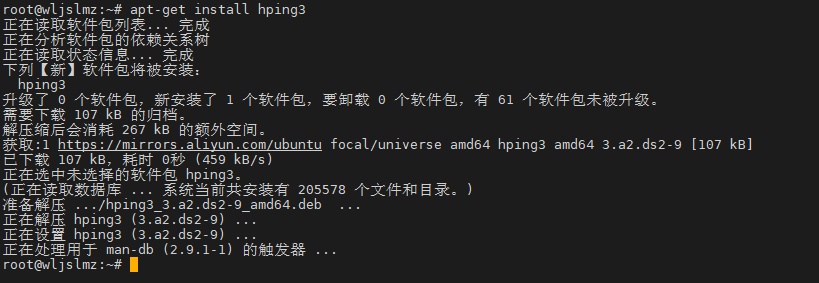 root@wljslmz:~# apt-get install hping3
正在读取软件包列表... 完成
正在分析软件包的依赖关系树
正在读取状态信息... 完成
下列【新】软件包将被安装：
  hping3
升级了 0 个软件包，新安装了 1 个软件包，要卸载 0 个软件包，有 61 个软件包未被升级。
需要下载 107 kB 的归档。
解压缩后会消耗 267 kB 的额外空间。
获取:1 https://mirrors.aliyun.com/ubuntu focal/universe amd64 hping3 amd64 3.a2.ds2-9 [107 kB]
已下载 107 kB，耗时 0秒 (459 kB/s)
正在选中未选择的软件包 hping3。
(正在读取数据库 ... 系统当前共安装有 205578 个文件和目录。)
准备解压 .../hping3_3.a2.ds2-9_amd64.deb  ...
正在解压 hping3 (3.a2.ds2-9) ...
正在设置 hping3 (3.a2.ds2-9) ...
正在处理用于 man-db (2.9.1-1) 的触发器 ...
root@wljslmz:~#